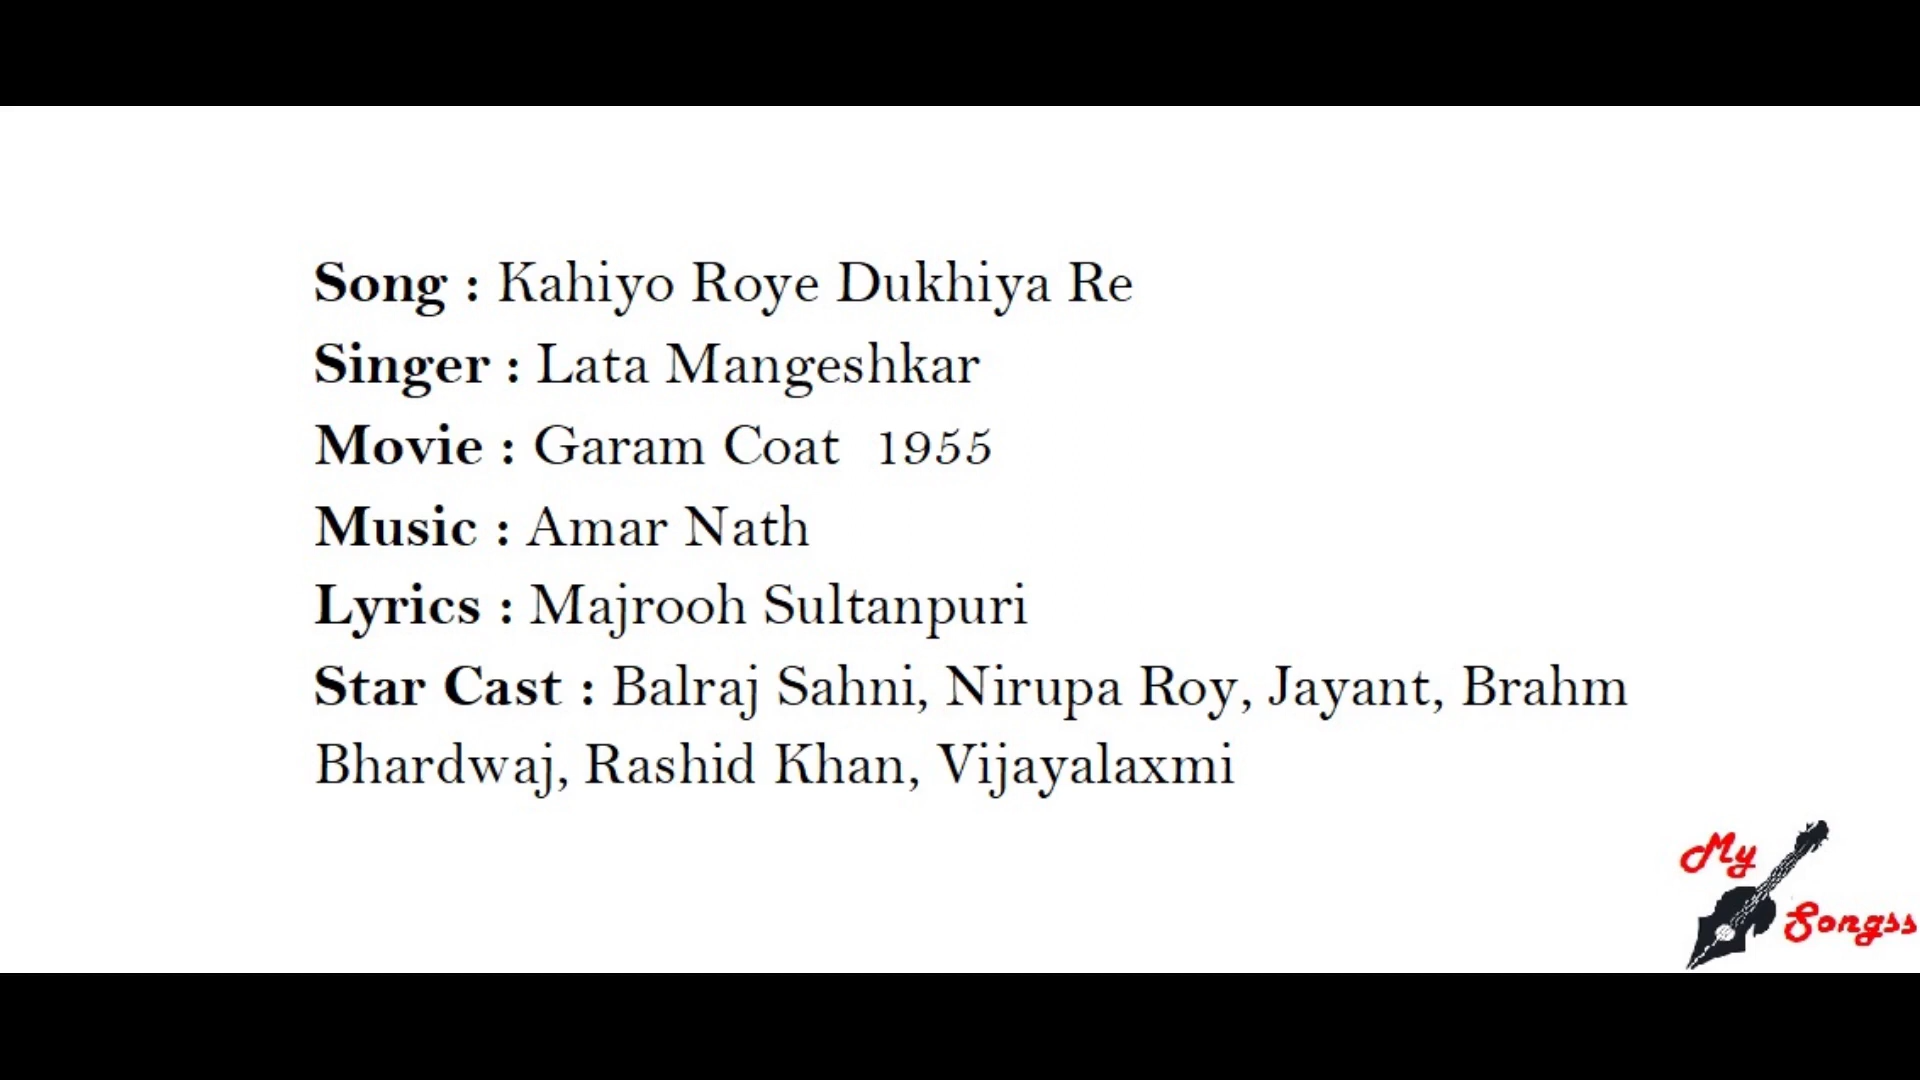 Song : Kahiyo Roye Dukhiya Re
Singer : Lata Mangeshkar
Movie : Garam Coat 1955
Music : Amar Nath
Lyrics : Majrooh Sultanpuri
Star Cast : Balraj Sahni, Nirupa Roy, Jayant, Brahm
Bhardwaj, Rashid Khan, Vijayalaxmi
My
Songss